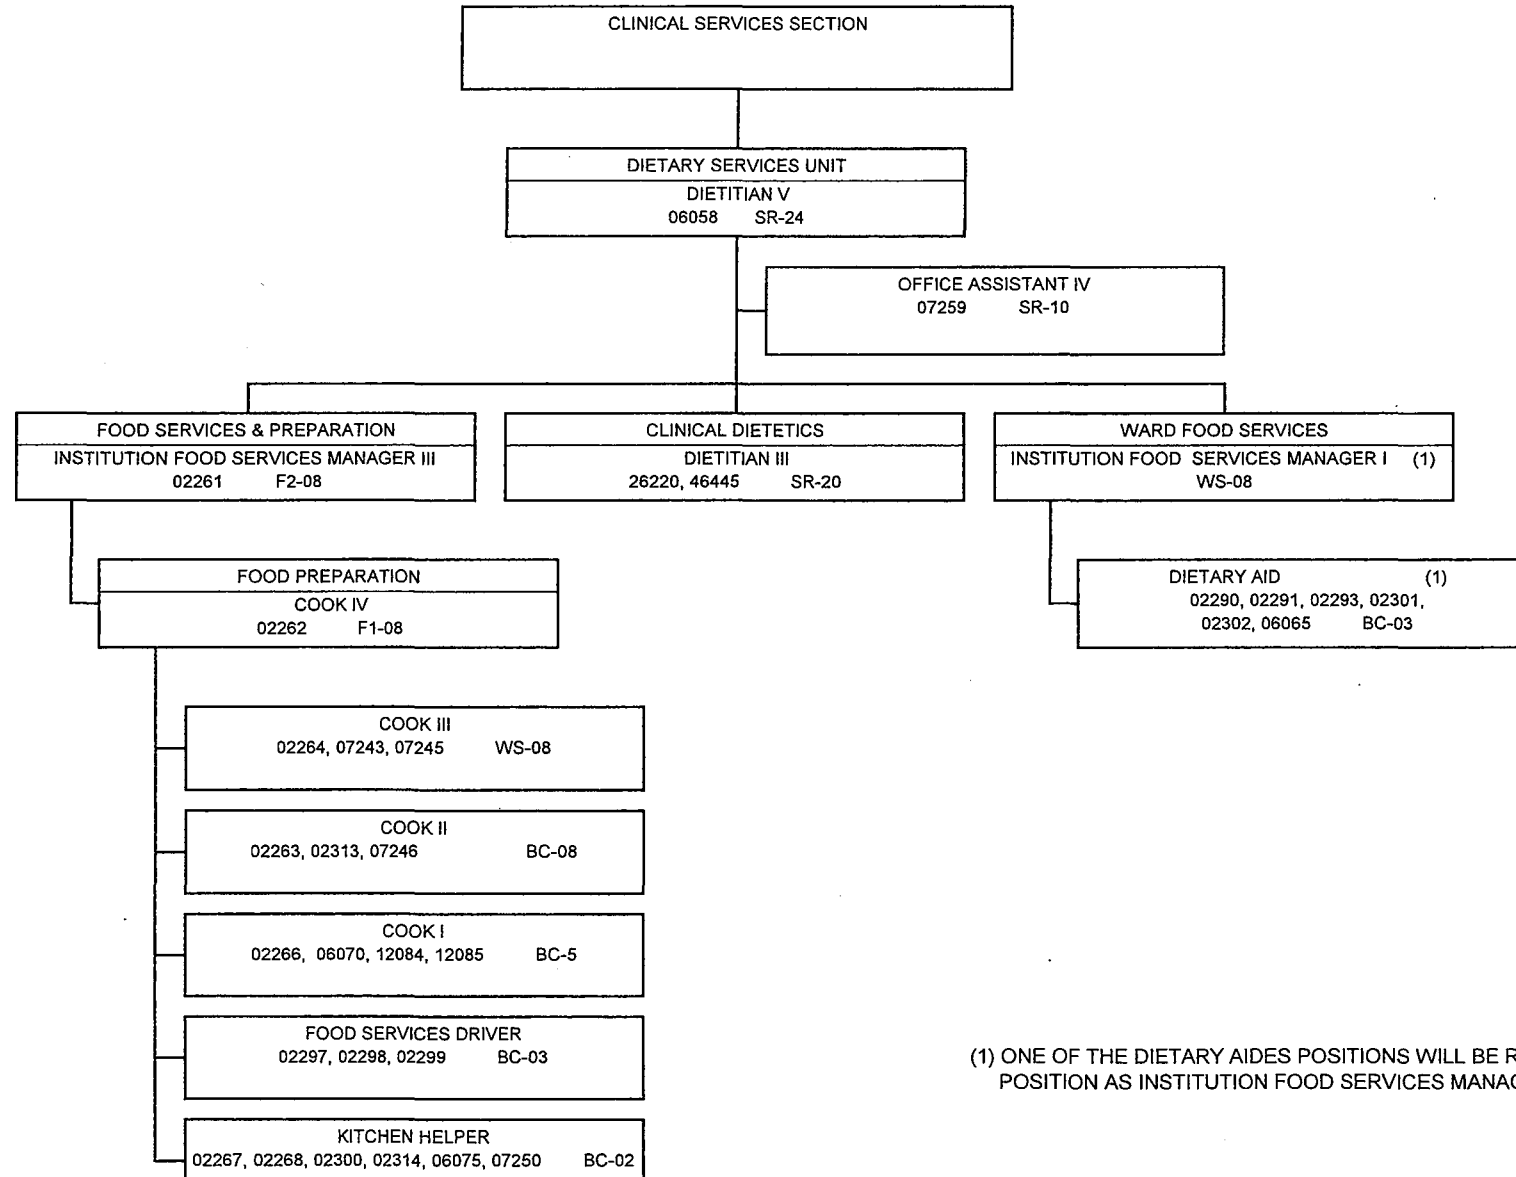 CLINICAL SERVICES SECTION
DIETARY SERVICES UNIT
DIETITIAN V
06058 SR-24
OFFICE ASSISTANT IV
07259 SR-10
FOOD SERVICES & PREPARATION
INSTITUTION FOOD SERVICES MANAGER III
02261 F2-08
CLINICAL DIETETICS
DIETITIAN III
26220, 46445 SR-20
WARD FOOD SERVICES
INSTITUTION FOOD SERVICES MANAGER I (1)
WS-08
FOOD PREPARATION
COOK IV
02262 F1-08
DIETARY AID (1)
02290, 02291, 02293, 02301,
02302, 06065 BC-03
COOK III
02264, 07243, 07245 WS-08
COOK II
02263, 02313, 07246 BC-08
COOK I
02266, 06070, 12084, 12085 BC-5
FOOD SERVICES DRIVER
02297, 02298, 02299 BC-03
(1) ONE OF THE DIETARY AIDES POSITIONS WILL BE
POSITION AS INSTITUTION FOOD SERVICES
KITCHEN HELPER
02267, 02268, 02300, 02314, 06075, 07250 BC-02